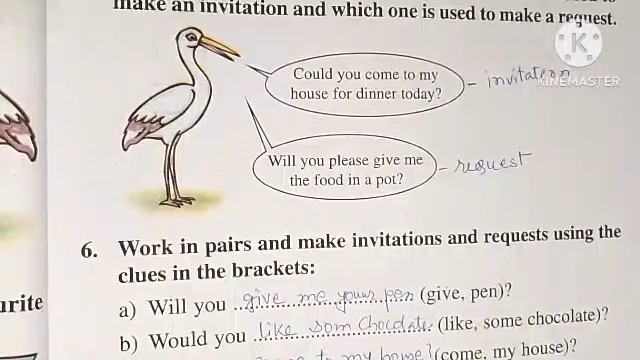 make an invitation and which one is used to make a request.
K
KINEMASTER
Could you come to my
house for dinner today? - invitation
Will you please give me
the food in a pot? - request
6. Work in pairs and make invitations and requests using the
clues in the brackets:
a) Will you give me your pen (give, pen)?
b) Would you like som chocolate (like, some chocolate)?
to my home? (come, my house)?